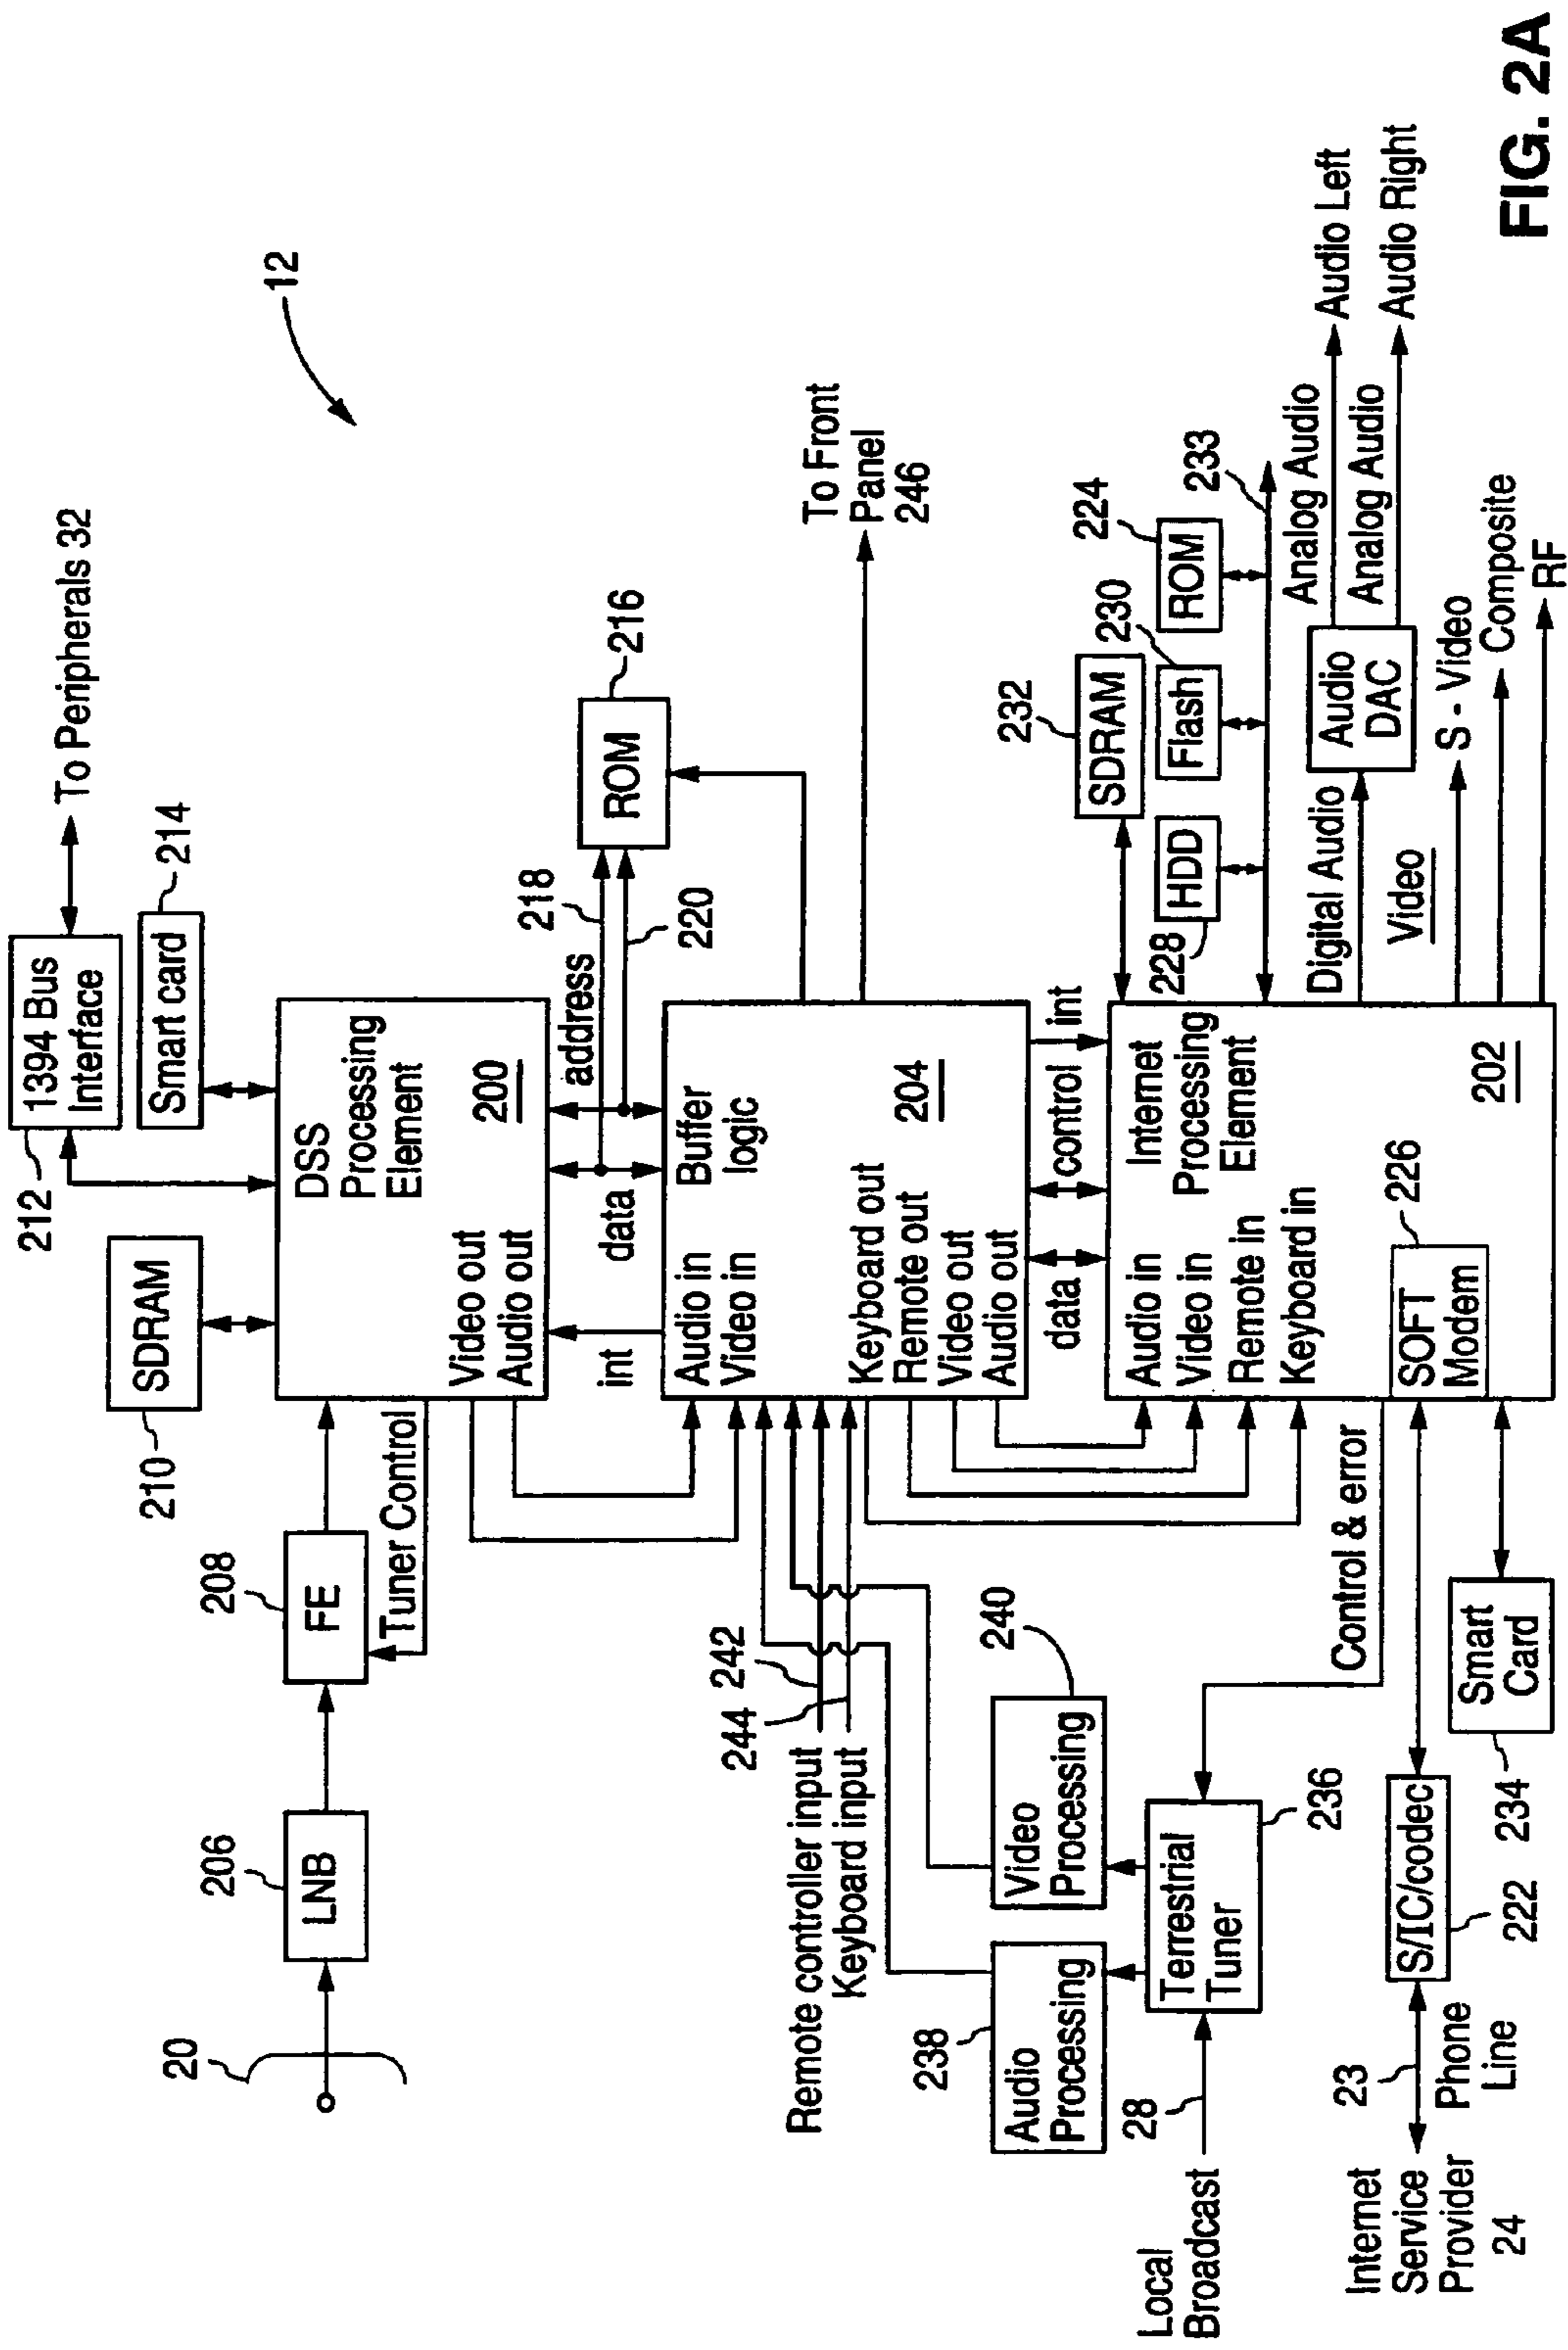 12
20
206
LNB
208
FE
Tuner Control
210
SDRAM
212
1394 Bus
Interface
To Peripherals 32
214
Smart card
DSS
Processing
Element
200
Video out
Audio out
int
data
address
218
220
216
ROM
Audio in
Video in
Buffer
logic
204
Keyboard out
Remote out
Video out
Audio out
To Front
Panel
246
242
244
Remote controller input
Keyboard input
238
Audio
Processing
240
Video
Processing
Local
Broadcast
28
Terrestrial
Tuner
236
Control & error
data
control
int
Audio in
Video in
Remote in
Keyboard in
Internet
Processing
Element
202
SOFT
Modem
226
232
SDRAM
228
HDD
230
Flash
224
ROM
233
Digital Audio
Audio
DAC
Analog Audio
Audio Left
Analog Audio
Audio Right
Video
S - Video
Composite
RF
Internet
Service
Provider
24
23
Phone
Line
S/IC/codec
222
Smart
Card
234
FIG. 2A